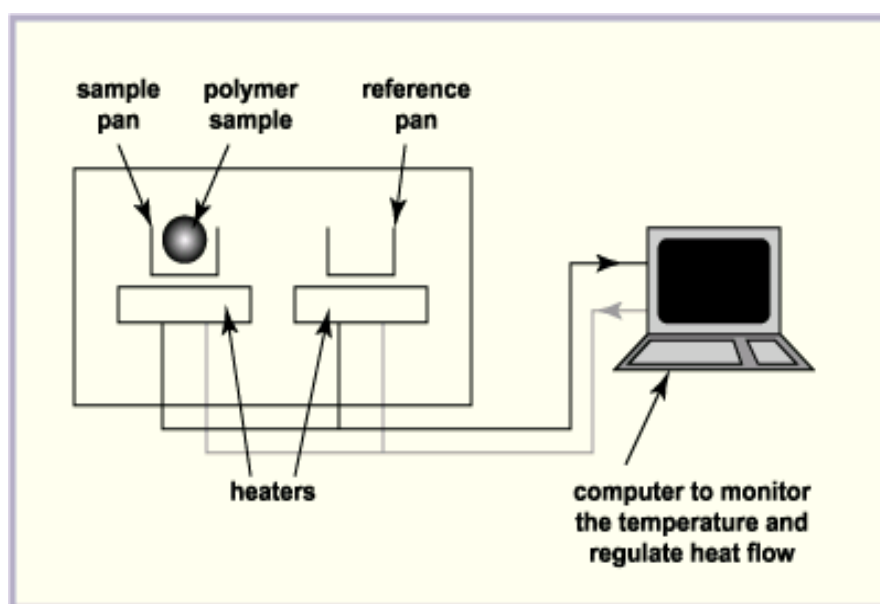 sample
pan
polymer
sample
reference
pan
heaters
computer to monitor
the temperature and
regulate heat flow